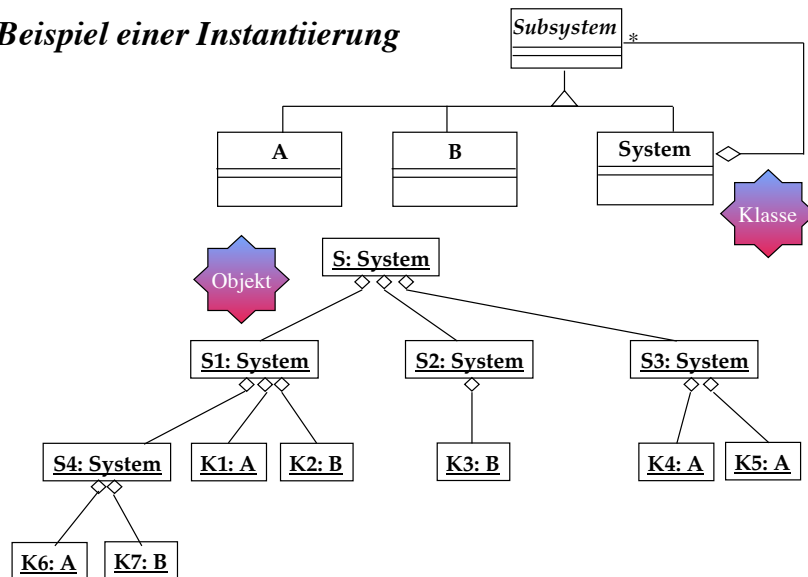 Beispiel einer Instantiierung
Subsystem
*
A
B
System
Klasse
Objekt
S: System
S1: System
S2: System
S3: System
S4: System
K1: A
K2: B
K3: B
K4: A
K5: A
K6: A
K7: B